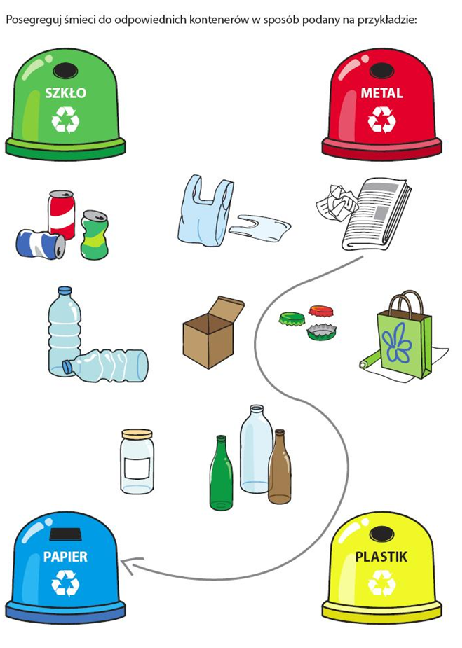 Posegreguj śmieci do odpowiednich kontenerów w sposób podany na przykładzie:
SZKŁO
METAL
PAPIER
PLASTIK